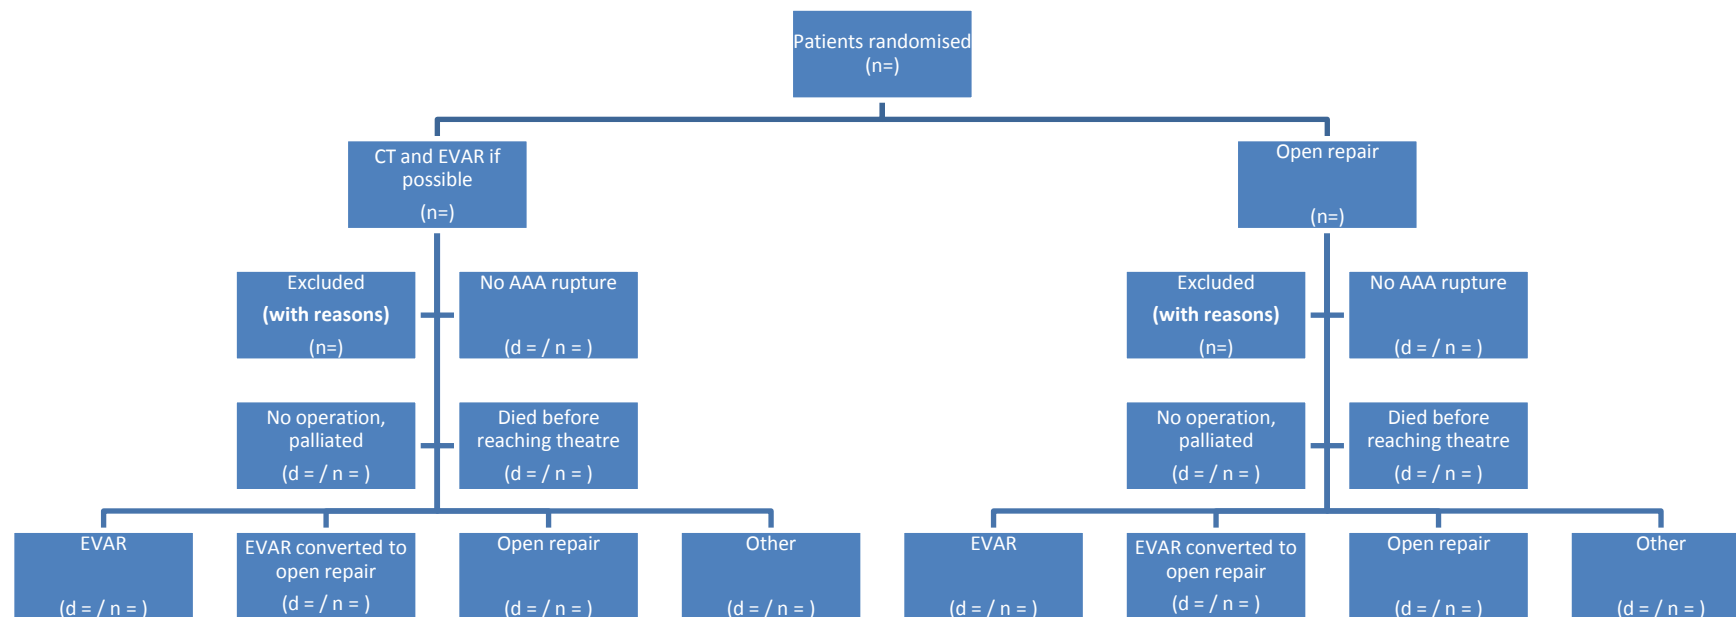 Patients randomised
(n=)
CT and EVAR if
possible
(n=)
Open repair
(n=)
Excluded
(with reasons)
(n=)
No AAA rupture
(d = / n = )
Excluded
(with reasons)
(n=)
No AAA rupture
(d = / n = )
No operation,
palliated
(d = / n = )
Died before
reaching theatre
(d = / n = )
No operation,
palliated
(d = / n = )
Died before
reaching theatre
(d = / n = )
EVAR
(d = / n = )
EVAR converted to
open repair
(d = / n = )
Open repair
(d = / n = )
Other
(d = / n = )
EVAR
(d = / n = )
EVAR converted to
open repair
(d = / n = )
Open repair
(d = / n = )
Other
(d = / n = )